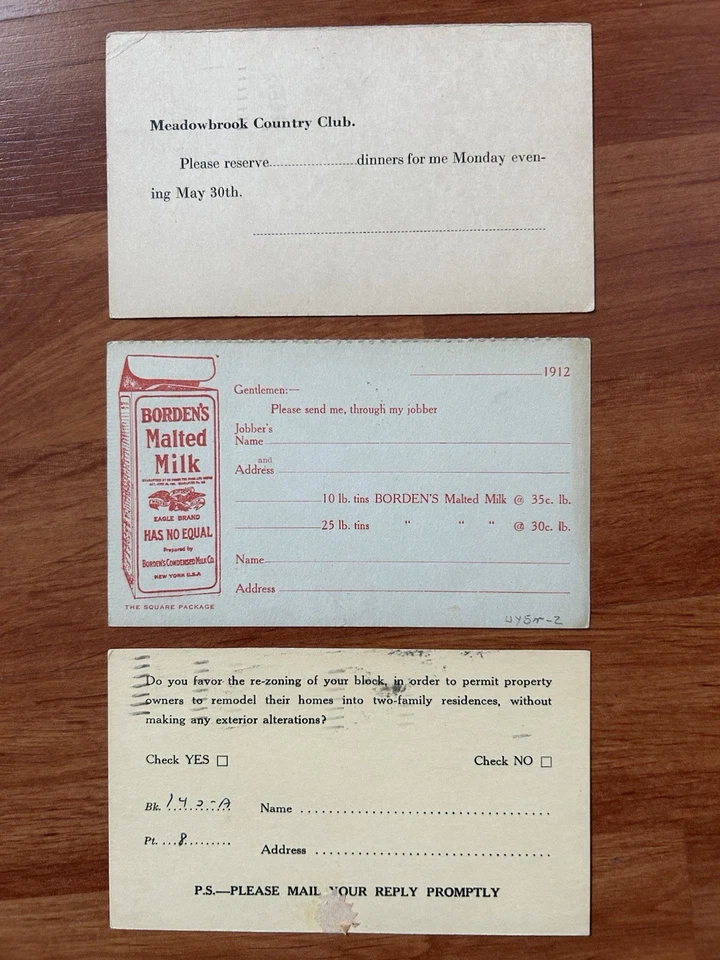 Meadowbrook Country Club.
Please reserve....................dinners for me Monday even-
ing May 30th.
1912
Gentlemen:—
Please send me, through my jobber
Jobber's
Name
and
Address
10 lb. tins BORDEN'S Malted Milk @ 35c. lb.
25 lb. tins " " " @ 30c. lb.
Name
Address
BORDEN'S
Malted
Milk
EAGLE BRAND
HAS NO EQUAL
Prepared by
BORDEN'S CONDENSED MILK CO.
NEW YORK U.S.A
THE SQUARE PACKAGE
Do you favor the re-zoning of your block, in order to permit property
owners to remodel their homes into two-family residences, without
making any exterior alterations?
Check YES □ Check NO □
Bk. 140-A Name
Pt. 8 Address
P.S.—PLEASE MAIL YOUR REPLY PROMPTLY